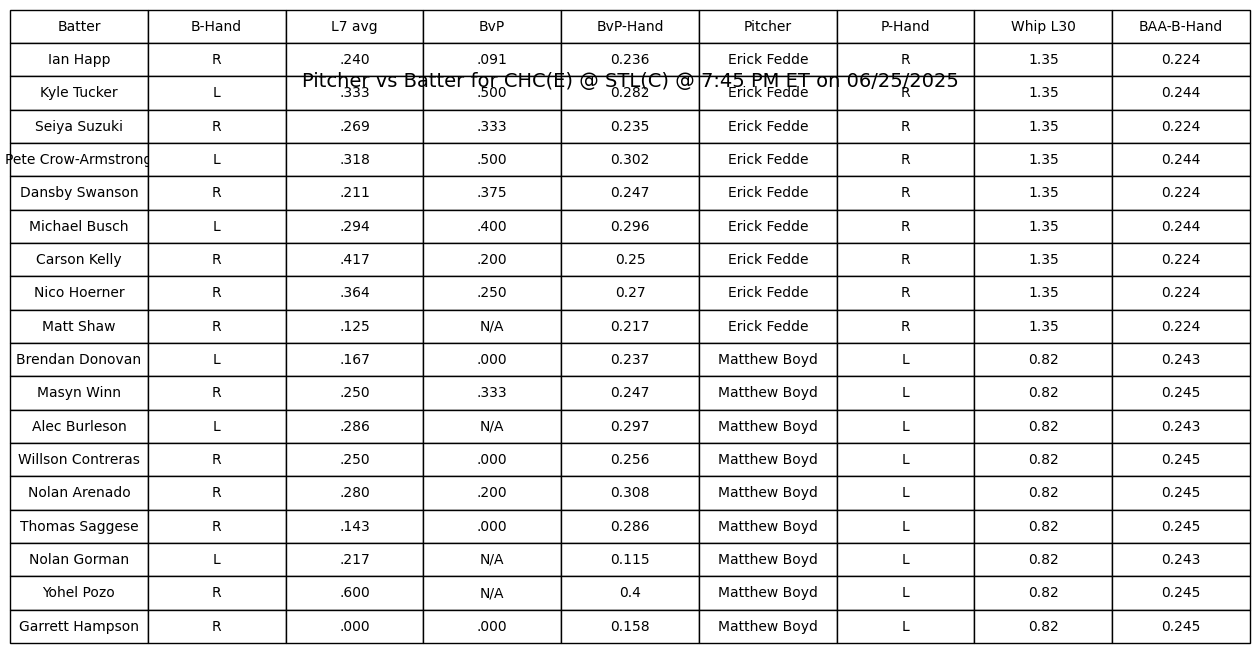 Batter B-Hand L7 avg BvP BvP-Hand Pitcher P-Hand Whip L30 BAA-B-Hand
Ian Happ R .240 .091 0.236 Erick Fedde R 1.35 0.224
Pitcher vs Batter for CHC(E) @ STL(C) @ 7:45 PM ET on 06/25/2025
Kyle Tucker L .333 .500 0.282 Erick Fedde R 1.35 0.244
Seiya Suzuki R .269 .333 0.235 Erick Fedde R 1.35 0.224
Pete Crow-Armstrong L .318 .500 0.302 Erick Fedde R 1.35 0.244
Dansby Swanson R .211 .375 0.247 Erick Fedde R 1.35 0.224
Michael Busch L .294 .400 0.296 Erick Fedde R 1.35 0.244
Carson Kelly R .417 .200 0.25 Erick Fedde R 1.35 0.224
Nico Hoerner R .364 .250 0.27 Erick Fedde R 1.35 0.224
Matt Shaw R .125 N/A 0.217 Erick Fedde R 1.35 0.224
Brendan Donovan L .167 .000 0.237 Matthew Boyd L 0.82 0.243
Masyn Winn R .250 .333 0.247 Matthew Boyd L 0.82 0.245
Alec Burleson L .286 N/A 0.297 Matthew Boyd L 0.82 0.243
Willson Contreras R .250 .000 0.256 Matthew Boyd L 0.82 0.245
Nolan Arenado R .280 .200 0.308 Matthew Boyd L 0.82 0.245
Thomas Saggese R .143 .000 0.286 Matthew Boyd L 0.82 0.245
Nolan Gorman L .217 N/A 0.115 Matthew Boyd L 0.82 0.243
Yohel Pozo R .600 N/A 0.4 Matthew Boyd L 0.82 0.245
Garrett Hampson R .000 .000 0.158 Matthew Boyd L 0.82 0.245